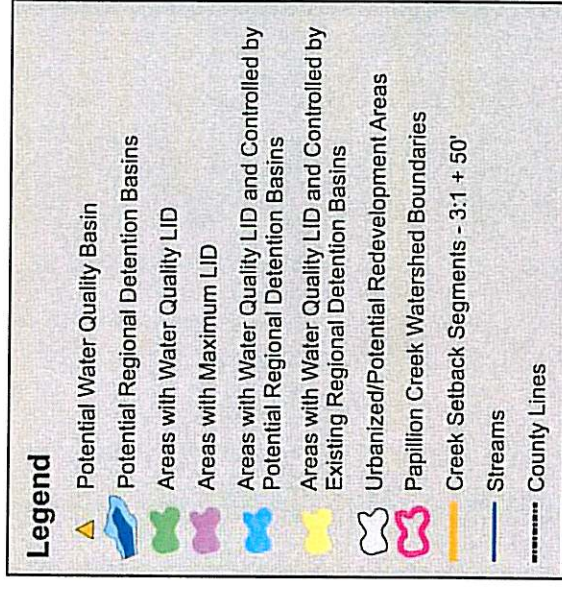 Legend
Potential Water Quality Basin
Potential Regional Detention Basins
Areas with Water Quality LID
Areas with Maximum LID
Areas with Water Quality LID and Controlled by
Potential Regional Detention Basins
Areas with Water Quality LID and Controlled by
Existing Regional Detention Basins
Urbanized/Potential Redevelopment Areas
Papillion Creek Watershed Boundaries
Creek Setback Segments - 3:1 + 50'
Streams
County Lines